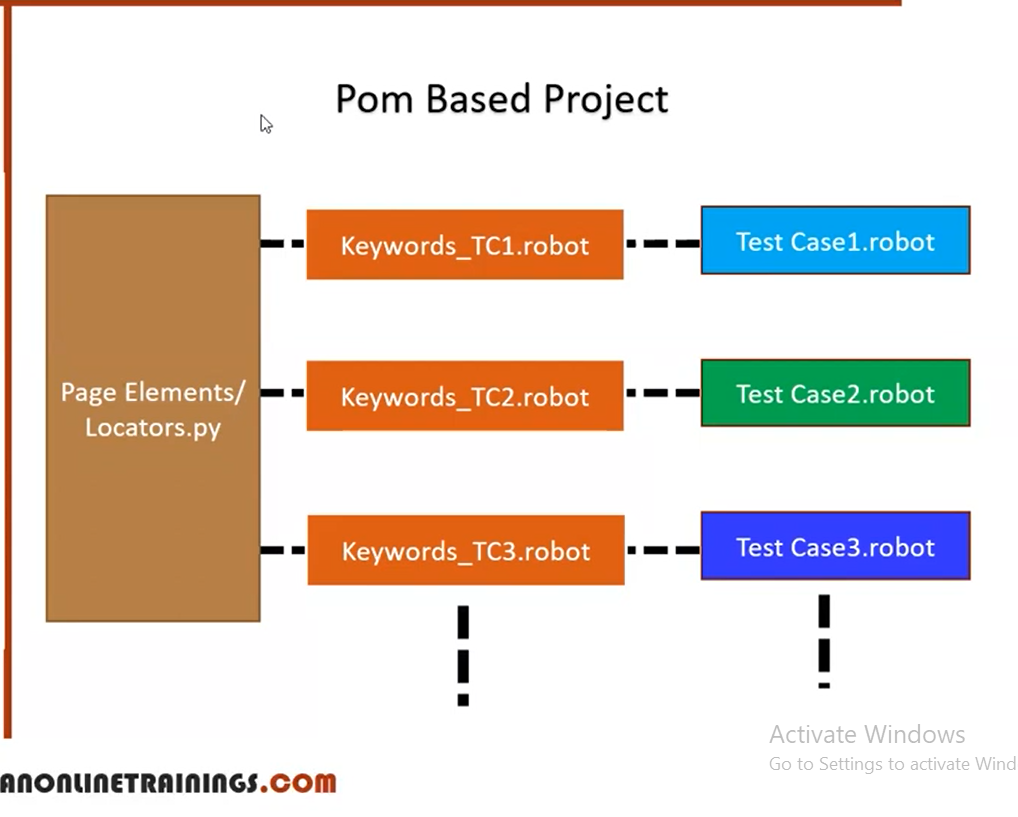 Pom Based Project
Keywords_TC1.robot
Test Case1.robot
Page Elements/
Locators.py
Keywords_TC2.robot
Test Case2.robot
Keywords_TC3.robot
Test Case3.robot
Activate Windows
Go to Settings to activate Wind
ANONLINETRAININGS.COM